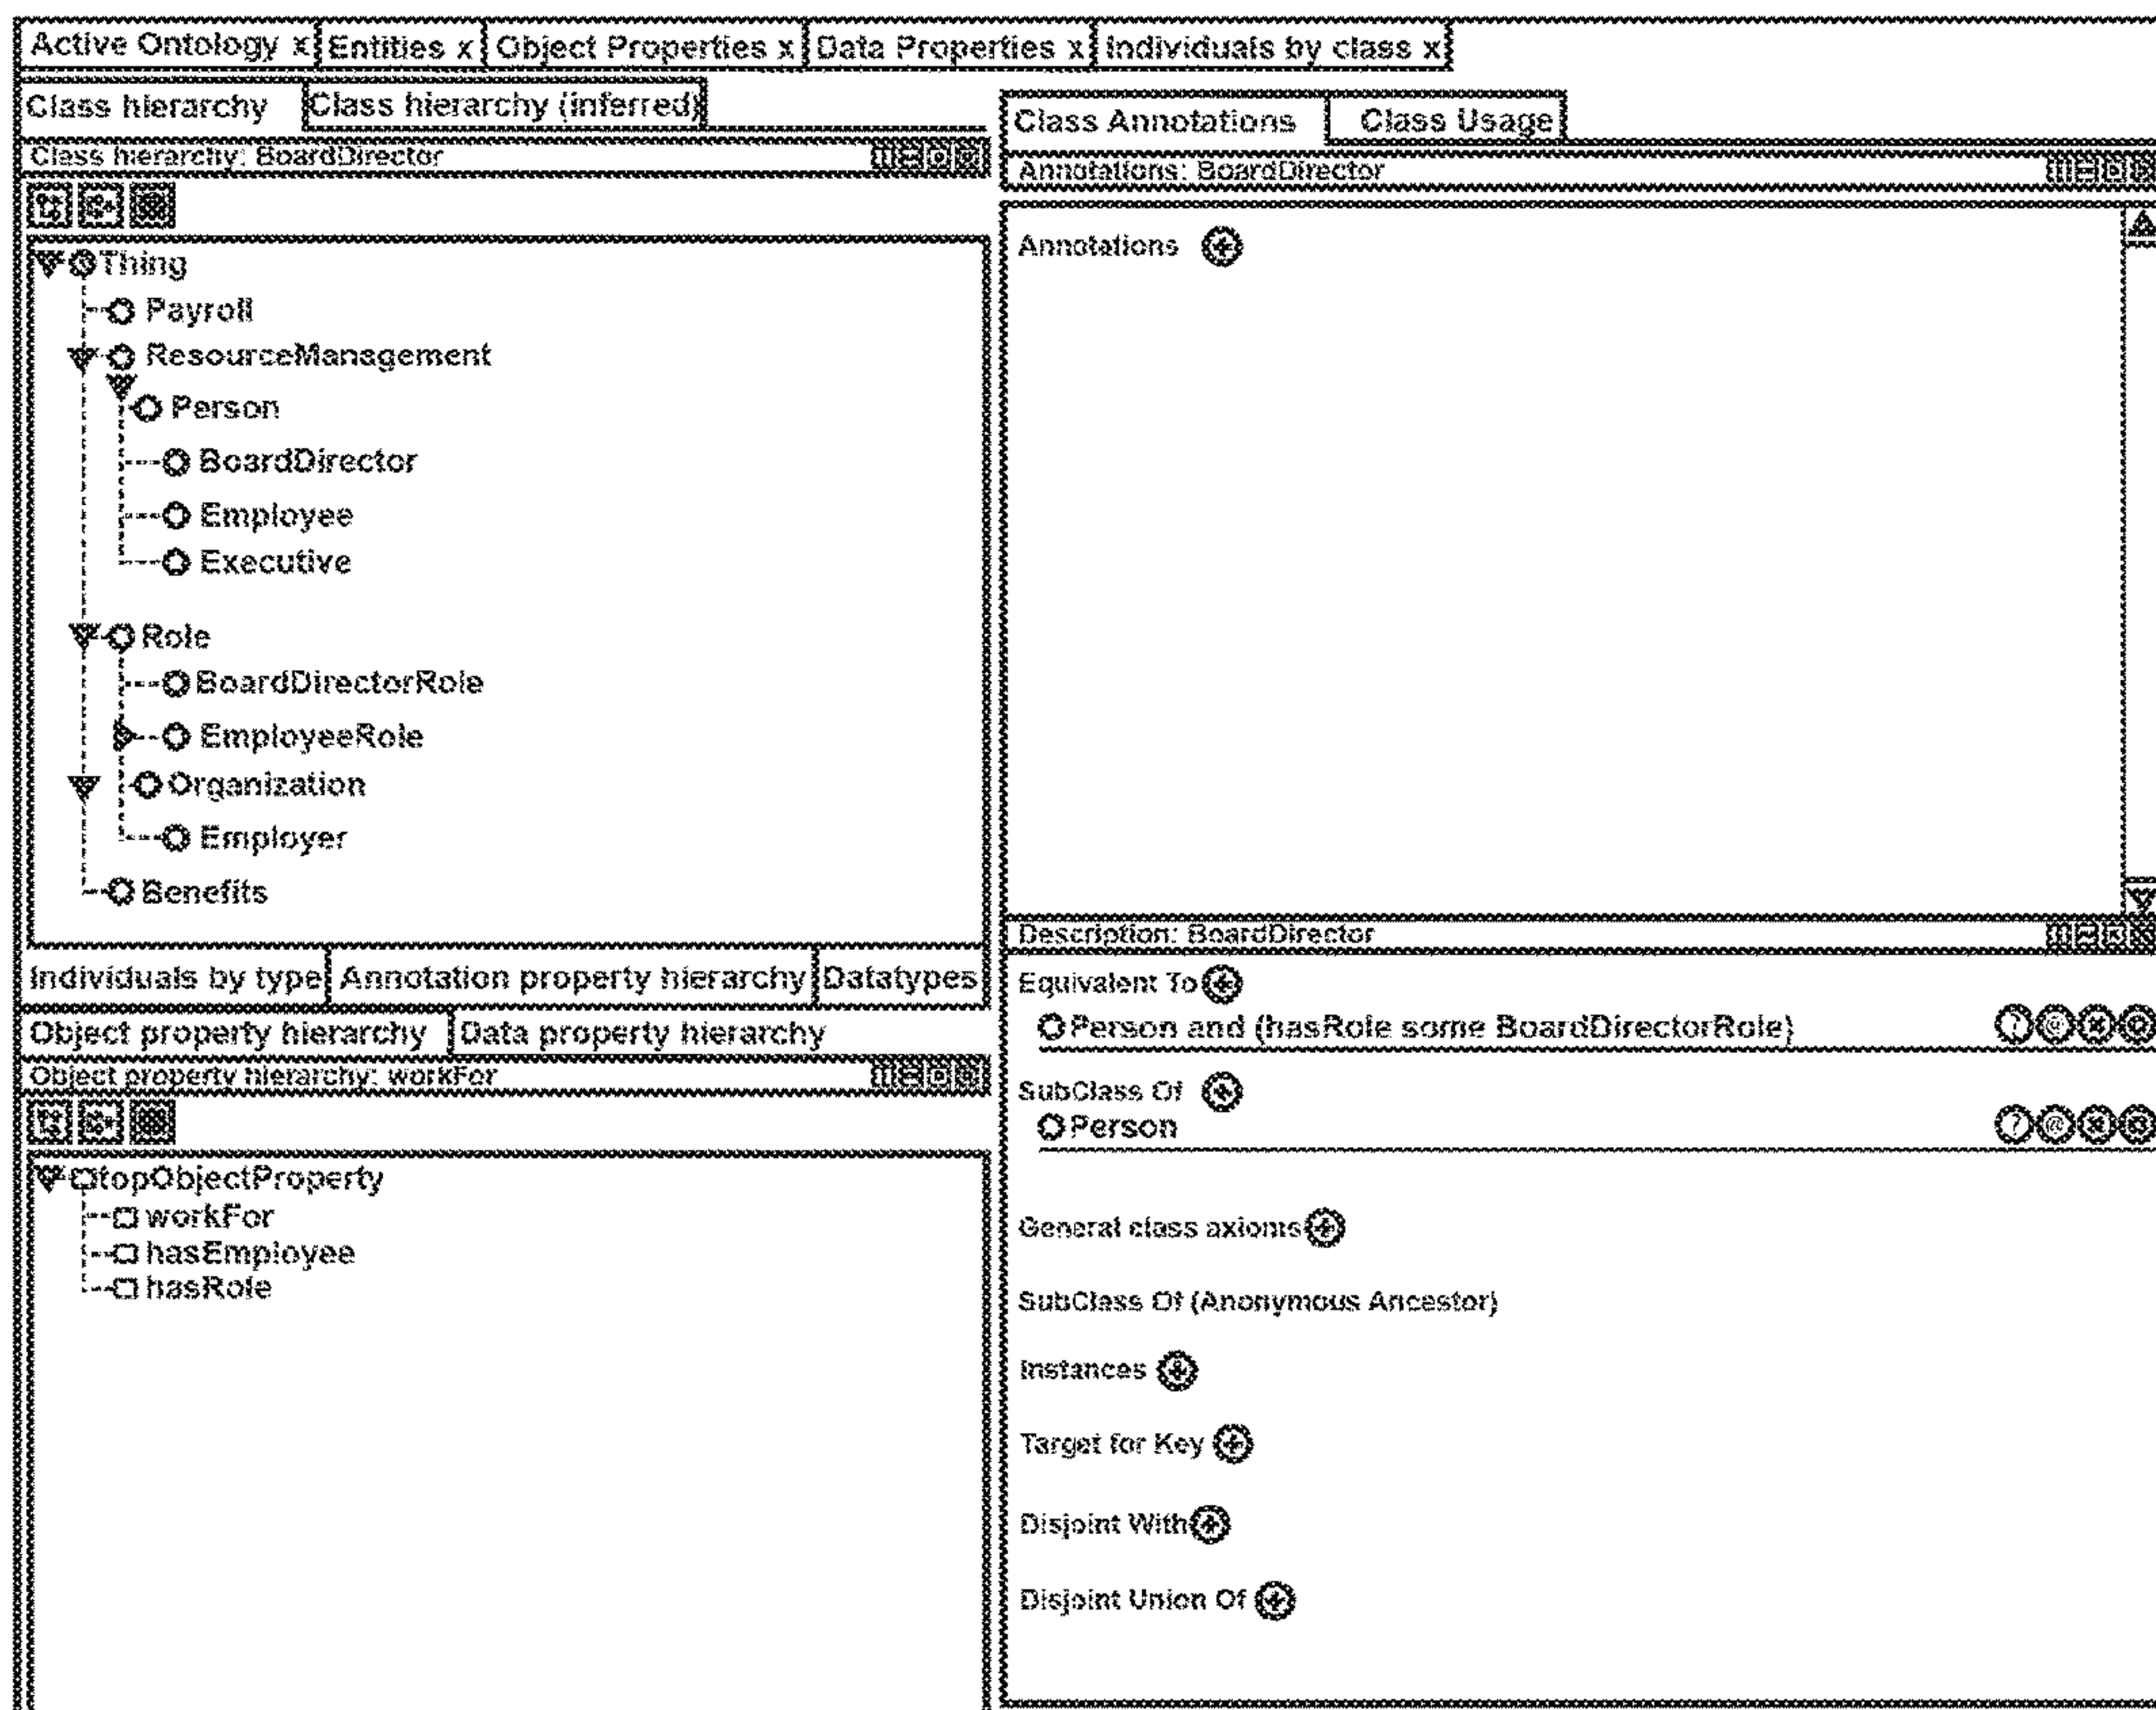 Active Ontology x Entities x Object Properties x Data Properties x Individuals by class x
Class hierarchy Class hierarchy (inferred)
Class hierarchy: BoardDirector
Thing
Payroll
ResourceManagement
Person
BoardDirector
Employee
Executive
Role
BoardDirectorRole
EmployeeRole
Organization
Employer
Benefits
Individuals by type Annotation property hierarchy Datatypes
Object property hierarchy Data property hierarchy
Object property hierarchy: workFor
topObjectProperty
workFor
hasEmployee
hasRole
Class Annotations Class Usage
Annotations: BoardDirector
Annotations
Description: BoardDirector
Equivalent To
Person and (hasRole some BoardDirectorRole)
SubClass Of
Person
General class axioms
SubClass Of (Anonymous Ancestor)
Instances
Target for Key
Disjoint With
Disjoint Union Of